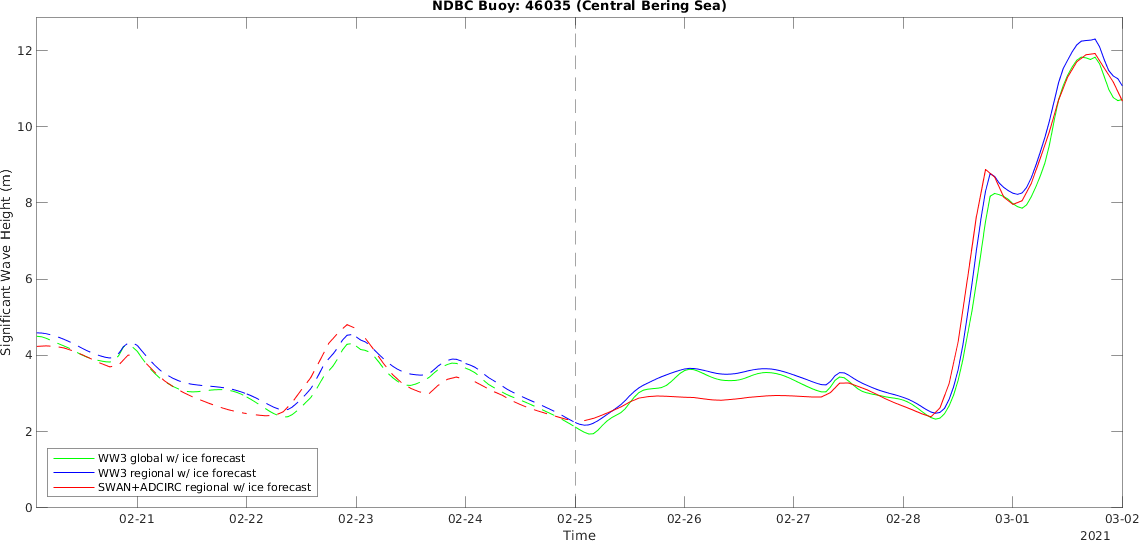 NDBC Buoy: 46035 (Central Bering Sea)
Significant Wave Height (m)
12
10
8
6
4
2
0
WW3 global w/ ice forecast
WW3 regional w/ ice forecast
SWAN+ADCIRC regional w/ ice forecast
02-21 02-22 02-23 02-24 02-25 02-26 02-27 02-28 03-01 03-02
Time
2021